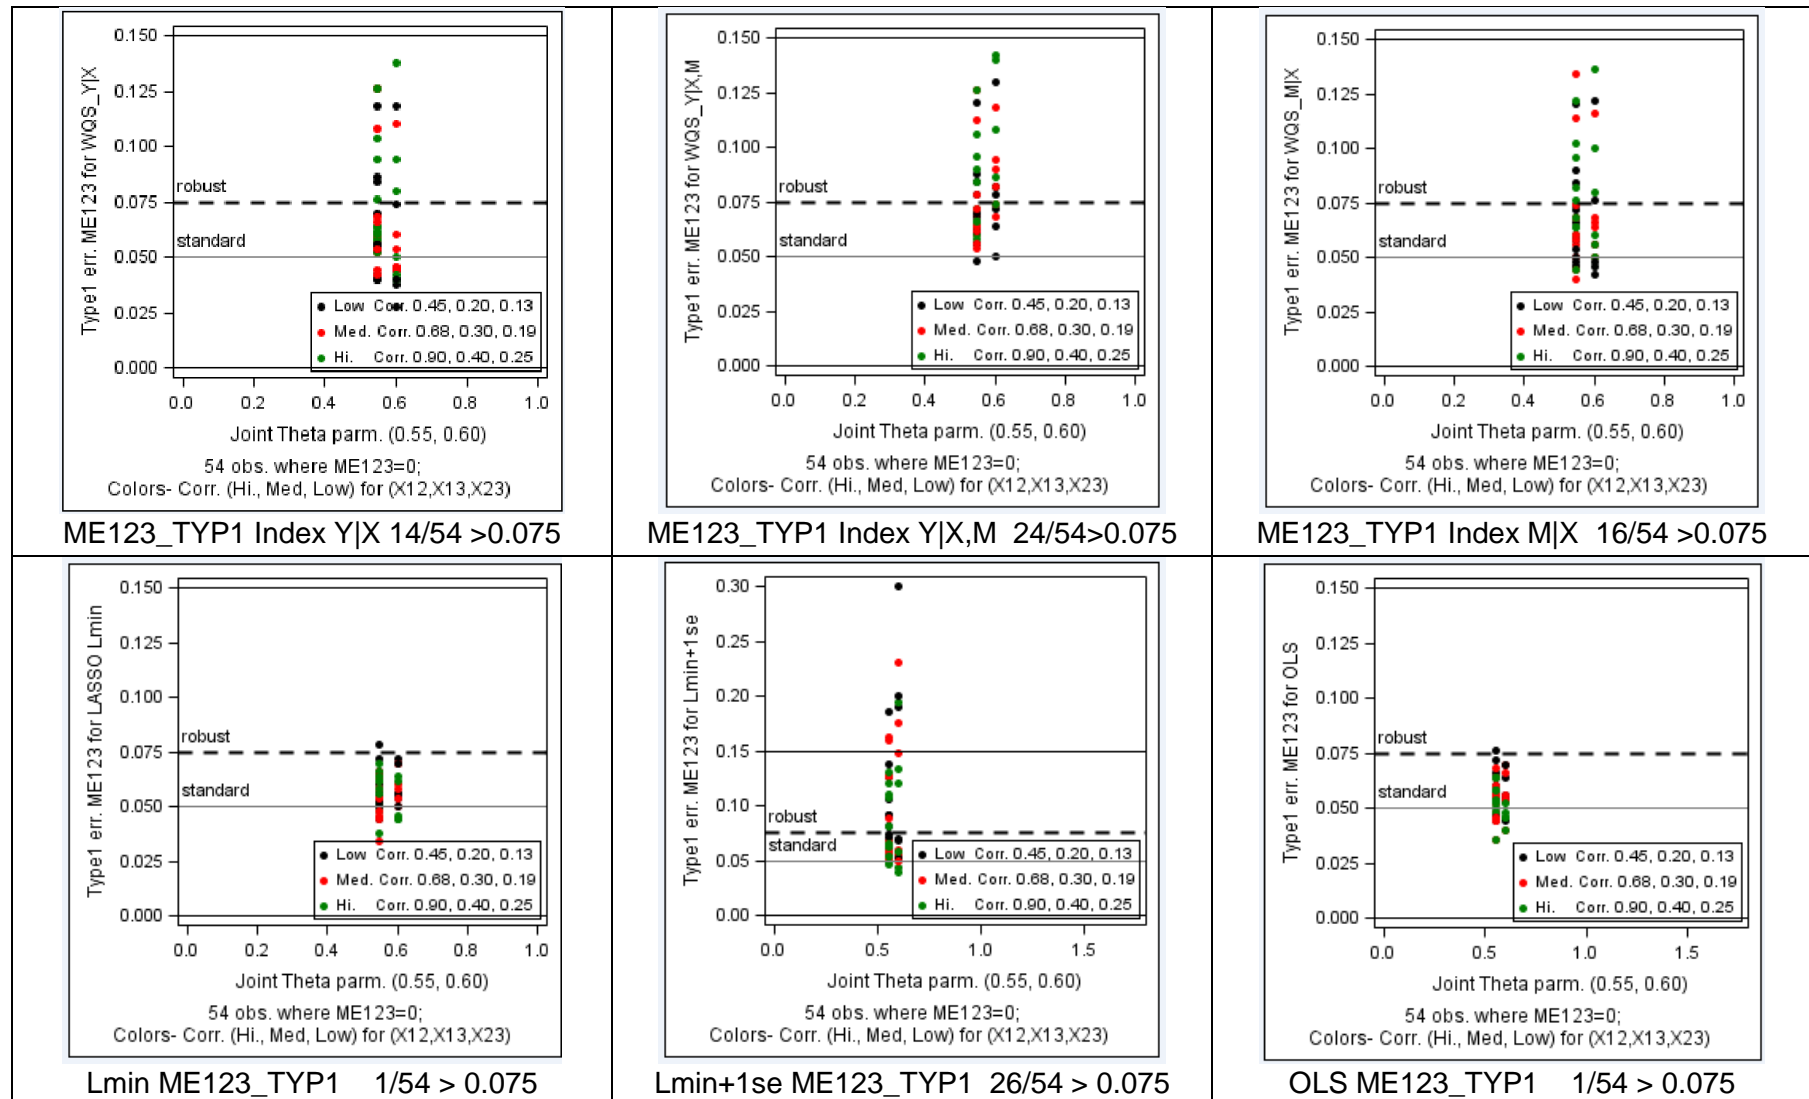 0.150
0.125
0.100
0.075
0.050
0.025
0.000
Type1 err. ME123 for WQS_Y|X
robust
standard
Low Corr. 0.45, 0.20, 0.13
Med. Corr. 0.68, 0.30, 0.19
Hi. Corr. 0.90, 0.40, 0.25
0.0 0.2 0.4 0.6 0.8 1.0
Joint Theta parm. (0.55, 0.60)
54 obs. where ME123=0;
Colors- Corr. (Hi., Med, Low) for (X12,X13,X23)
ME123_TYP1 Index Y|X 14/54 >0.075
0.150
0.125
0.100
0.075
0.050
0.025
0.000
Type1 err. ME123 for WQS_Y|X,M
robust
standard
Low Corr. 0.45, 0.20, 0.13
Med. Corr. 0.68, 0.30, 0.19
Hi. Corr. 0.90, 0.40, 0.25
0.0 0.2 0.4 0.6 0.8 1.0
Joint Theta parm. (0.55, 0.60)
54 obs. where ME123=0;
Colors- Corr. (Hi., Med, Low) for (X12,X13,X23)
ME123_TYP1 Index Y|X,M 24/54>0.075
0.150
0.125
0.100
0.075
0.050
0.025
0.000
Type1 err. ME123 for WQS_M|X
robust
standard
Low Corr. 0.45, 0.20, 0.13
Med. Corr. 0.68, 0.30, 0.19
Hi. Corr. 0.90, 0.40, 0.25
0.0 0.2 0.4 0.6 0.8 1.0
Joint Theta parm. (0.55, 0.60)
54 obs. where ME123=0;
Colors- Corr. (Hi., Med, Low) for (X12,X13,X23)
ME123_TYP1 Index M|X 16/54 >0.075
0.150
0.125
0.100
0.075
0.050
0.025
0.000
Type1 err. ME123 for LASSO Lmin
robust
standard
Low Corr. 0.45, 0.20, 0.13
Med. Corr. 0.68, 0.30, 0.19
Hi. Corr. 0.90, 0.40, 0.25
0.0 0.2 0.4 0.6 0.8 1.0
Joint Theta parm. (0.55, 0.60)
54 obs. where ME123=0;
Colors- Corr. (Hi., Med, Low) for (X12,X13,X23)
Lmin ME123_TYP1 1/54 > 0.075
0.30
0.25
0.20
0.15
0.10
0.05
0.00
Type1 err. ME123 for Lmin+1se
robust
standard
Low Corr. 0.45, 0.20, 0.13
Med. Corr. 0.68, 0.30, 0.19
Hi. Corr. 0.90, 0.40, 0.25
0.0 0.5 1.0 1.5
Joint Theta parm. (0.55, 0.60)
54 obs. where ME123=0;
Colors- Corr. (Hi., Med, Low) for (X12,X13,X23)
Lmin+1se ME123_TYP1 26/54 > 0.075
0.150
0.125
0.100
0.075
0.050
0.025
0.000
Type1 err. ME123 for OLS
robust
standard
Low Corr. 0.45, 0.20, 0.13
Med. Corr. 0.68, 0.30, 0.19
Hi. Corr. 0.90, 0.40, 0.25
0.0 0.5 1.0 1.5
Joint Theta parm. (0.55, 0.60)
54 obs. where ME123=0;
Colors- Corr. (Hi., Med, Low) for (X12,X13,X23)
OLS ME123_TYP1 1/54 > 0.075